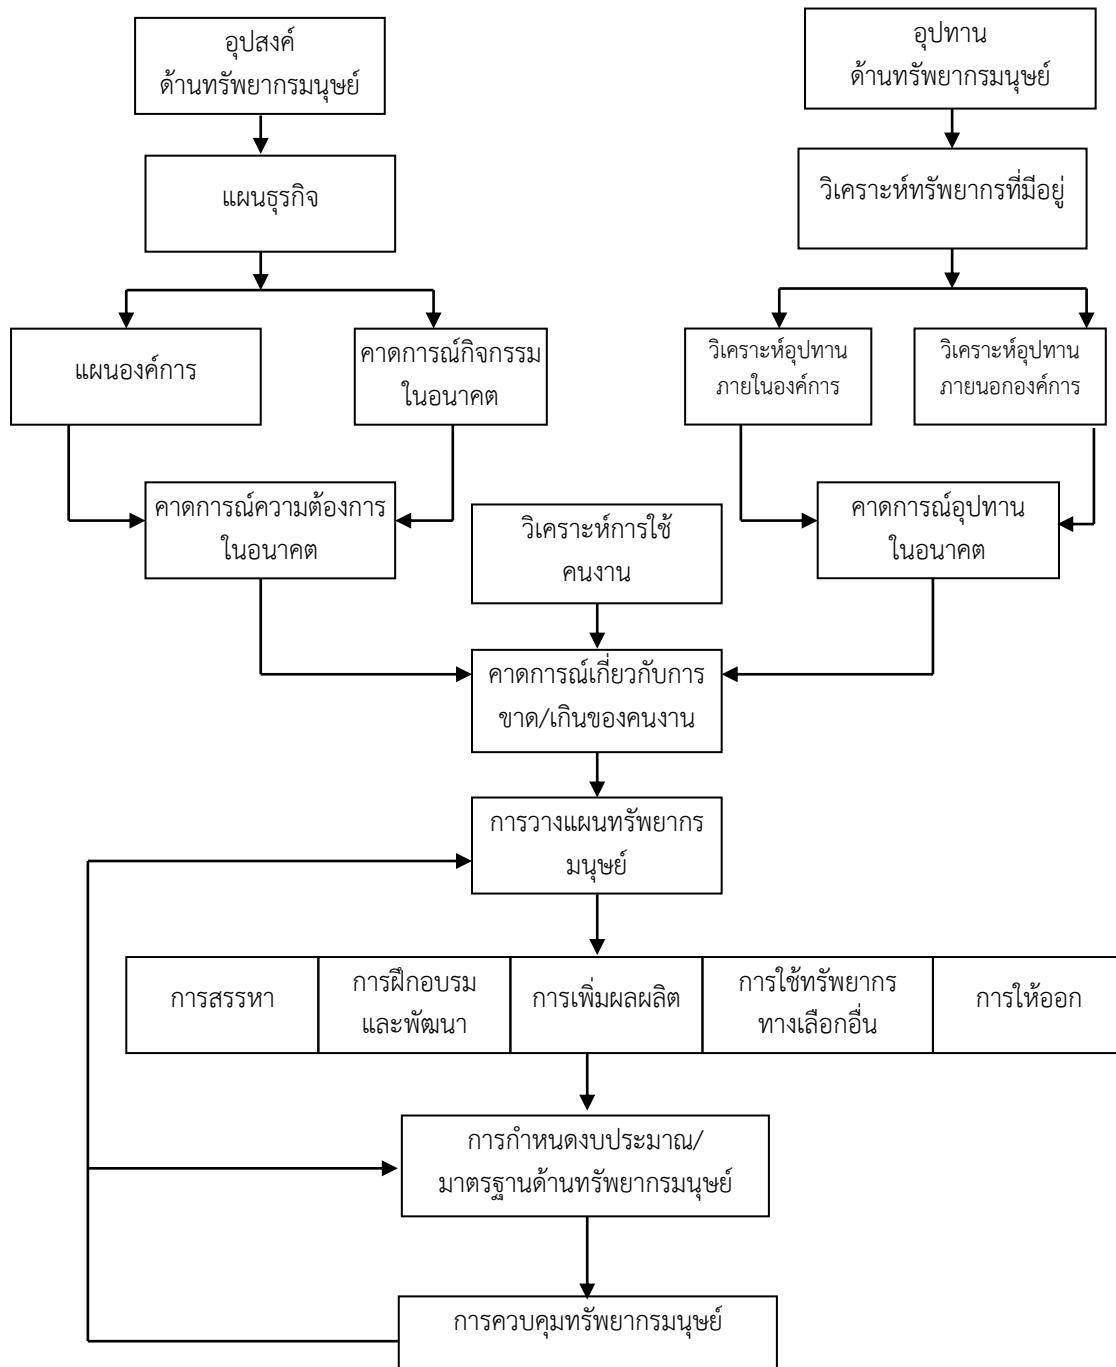 อุปสงค์
ด้านทรัพยากรมนุษย์
อุปทาน
ด้านทรัพยากรมนุษย์
แผนธุรกิจ
วิเคราะห์ทรัพยากรที่มีอยู่
แผนองค์การ
คาดการณ์กิจกรรม
ในอนาคต
วิเคราะห์อุปทาน
ภายในองค์การ
วิเคราะห์อุปทาน
ภายนอกองค์การ
คาดการณ์ความต้องการ
ในอนาคต
วิเคราะห์การใช้
คนงาน
คาดการณ์อุปทาน
ในอนาคต
คาดการณ์เกี่ยวกับการ
ขาด/เกินของคนงาน
การวางแผนทรัพยากร
มนุษย์
การสรรหา
การฝึกอบรม
และพัฒนา
การเพิ่มผลผลิต
การใช้ทรัพยากร
ทางเลือกอื่น
การให้ออก
การกำหนดงบประมาณ/
มาตรฐานด้านทรัพยากรมนุษย์
การควบคุมทรัพยากรมนุษย์